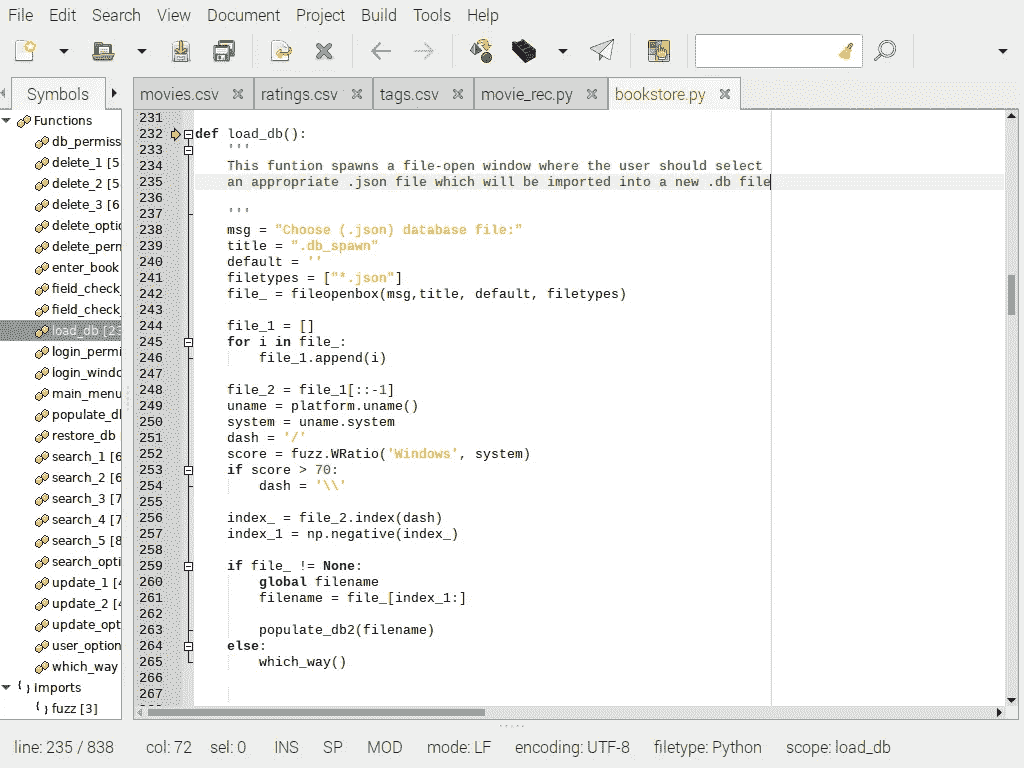 File Edit Search View Document Project Build Tools Help
Symbols
movies.csv ratings.csv tags.csv movie_rec.py bookstore.py
Functions
db_permiss
delete_1 [5
delete_2 [5
delete_3 [6
delete_optic
delete_perm
enter_book
field_check_
field_check_
load_db [23
login_permi
login_windo
main_menu
populate_d
restore_db
search_1 [6
search_2 [6
search_3 [7
search_4 [7
search_5 [8
search_opti
update_1 [4
update_2 [4
update_opt
user_option
which_way
Imports
fuzz [3]
231
232 def load_db():
233 '''
234 This funtion spawns a file-open window where the user should select
235 an appropriate .json file which will be imported into a new .db file
236
237 '''
238 msg = "Choose (.json) database file:"
239 title = ".db_spawn"
240 default = ''
241 filetypes = ["*.json"]
242 file_ = fileopenbox(msg,title, default, filetypes)
243
244 file_1 = []
245 for i in file_:
246 file_1.append(i)
247
248 file_2 = file_1[::-1]
249 uname = platform.uname()
250 system = uname.system
251 dash = '/'
252 score = fuzz.WRatio('Windows', system)
253 if score > 70:
254 dash = '\\'
255
256 index_ = file_2.index(dash)
257 index_1 = np.negative(index_)
258
259 if file_ != None:
260 global filename
261 filename = file_[index_1:]
262
263 populate_db2(filename)
264 else:
265 which_way()
266
267
line: 235 / 838 col: 72 sel: 0 INS SP MOD mode: LF encoding: UTF-8 filetype: Python scope: load_db